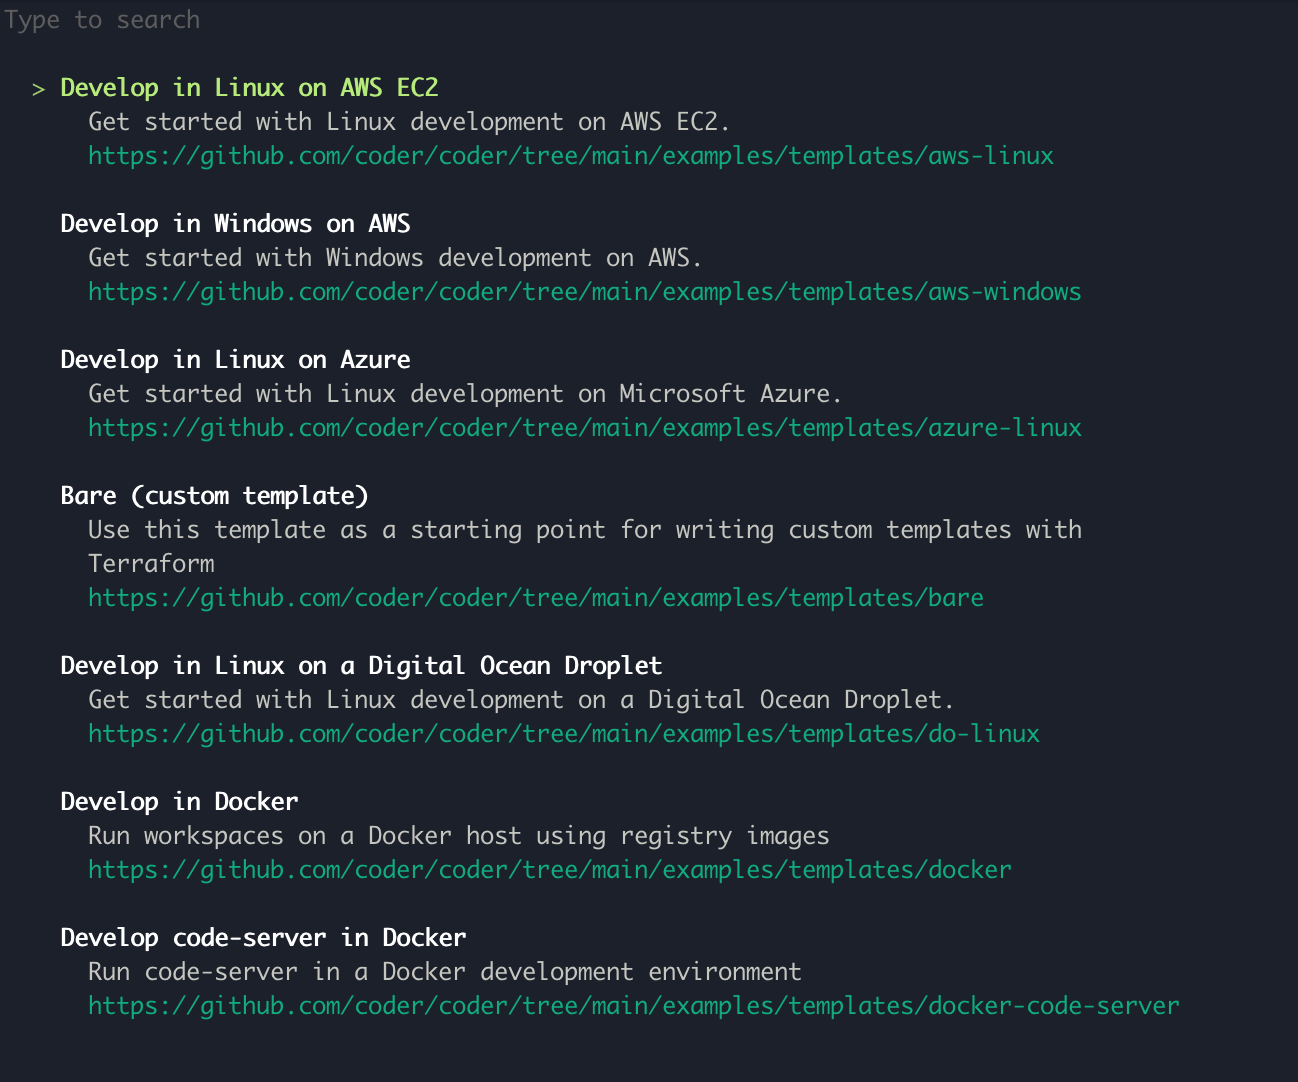 Type to search
> Develop in Linux on AWS EC2
Get started with Linux development on AWS EC2.
https://github.com/coder/coder/tree/main/examples/templates/aws-linux
Develop in Windows on AWS
Get started with Windows development on AWS.
https://github.com/coder/coder/tree/main/examples/templates/aws-windows
Develop in Linux on Azure
Get started with Linux development on Microsoft Azure.
https://github.com/coder/coder/tree/main/examples/templates/azure-linux
Bare (custom template)
Use this template as a starting point for writing custom templates with
Terraform
https://github.com/coder/coder/tree/main/examples/templates/bare
Develop in Linux on a Digital Ocean Droplet
Get started with Linux development on a Digital Ocean Droplet.
https://github.com/coder/coder/tree/main/examples/templates/do-linux
Develop in Docker
Run workspaces on a Docker host using registry images
https://github.com/coder/coder/tree/main/examples/templates/docker
Develop code-server in Docker
Run code-server in a Docker development environment
https://github.com/coder/coder/tree/main/examples/templates/docker-code-server